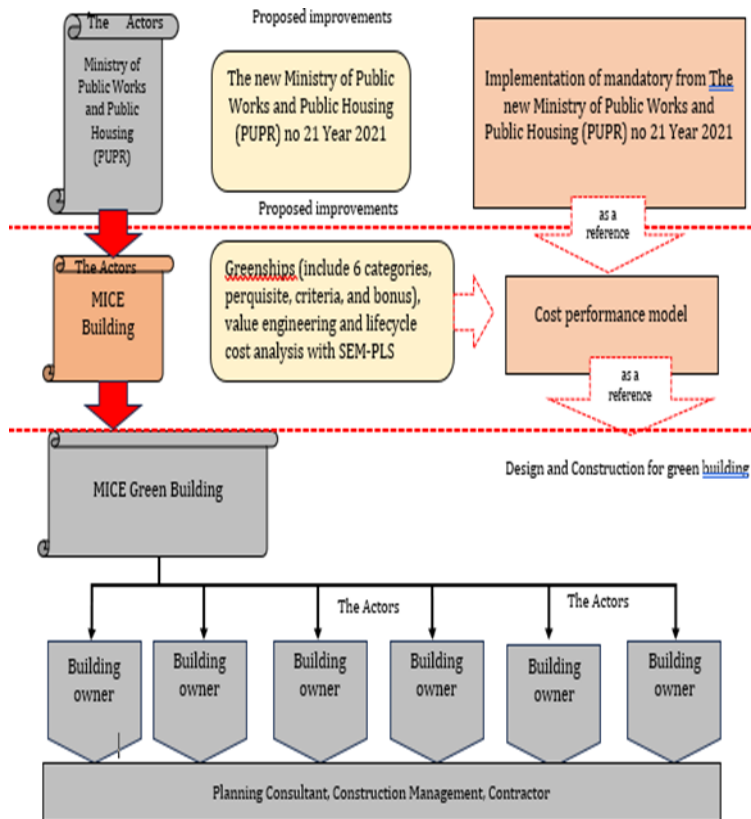 The Actors
Ministry of
Public Works
and Public
Housing
(PUPR)
Proposed improvements
The new Ministry of Public
Works and Public Housing
(PUPR) no 21 Year 2021
Implementation of mandatory from The
new Ministry of Public Works and
Public Housing (PUPR) no 21 Year 2021
Proposed improvements
as a
reference
The Actors
MICE
Building
Greenships (include 6 categories,
perquisite, criteria, and bonus),
value engineering and lifecycle
cost analysis with SEM-PLS
Cost performance model
as a
reference
MICE Green Building
Design and Construction for green building
The Actors
The Actors
Building
owner
Building
owner
Building
owner
Building
owner
Building
owner
Building
owner
Planning Consultant, Construction Management, Contractor